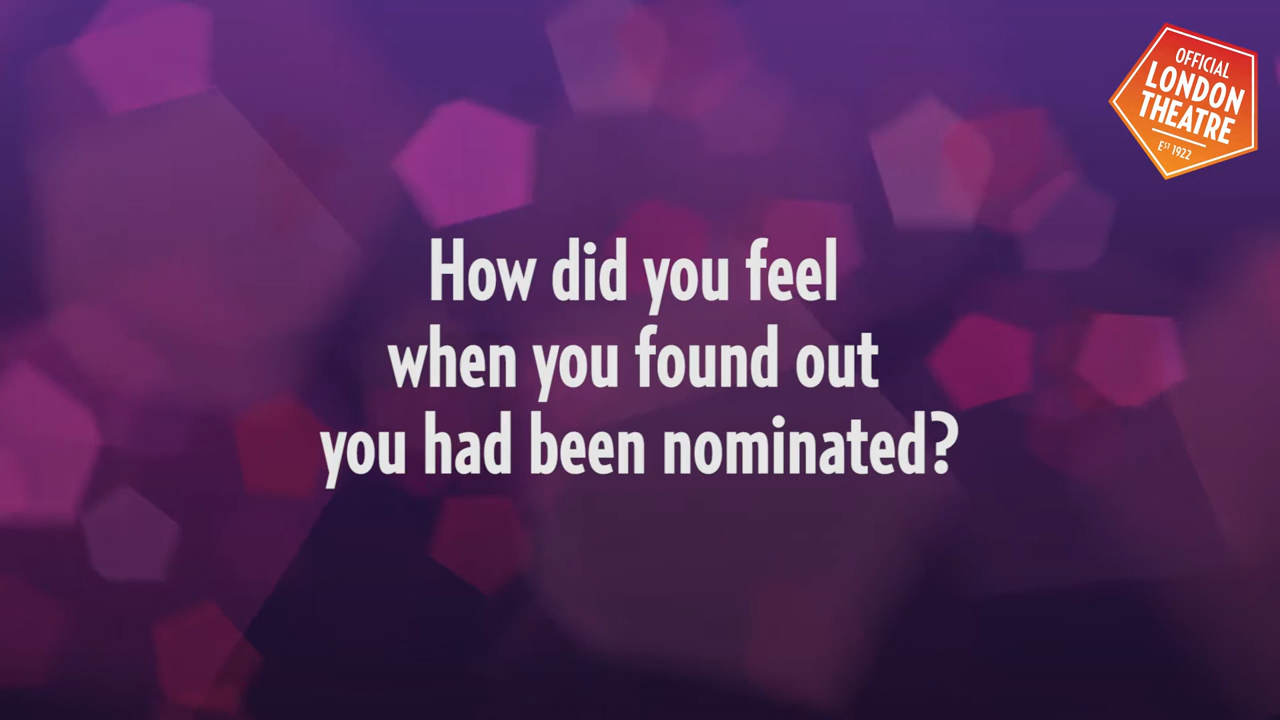 OFFICIAL
LONDON
THEATRE
EST 1922
How did you feel
when you found out
you had been nominated?